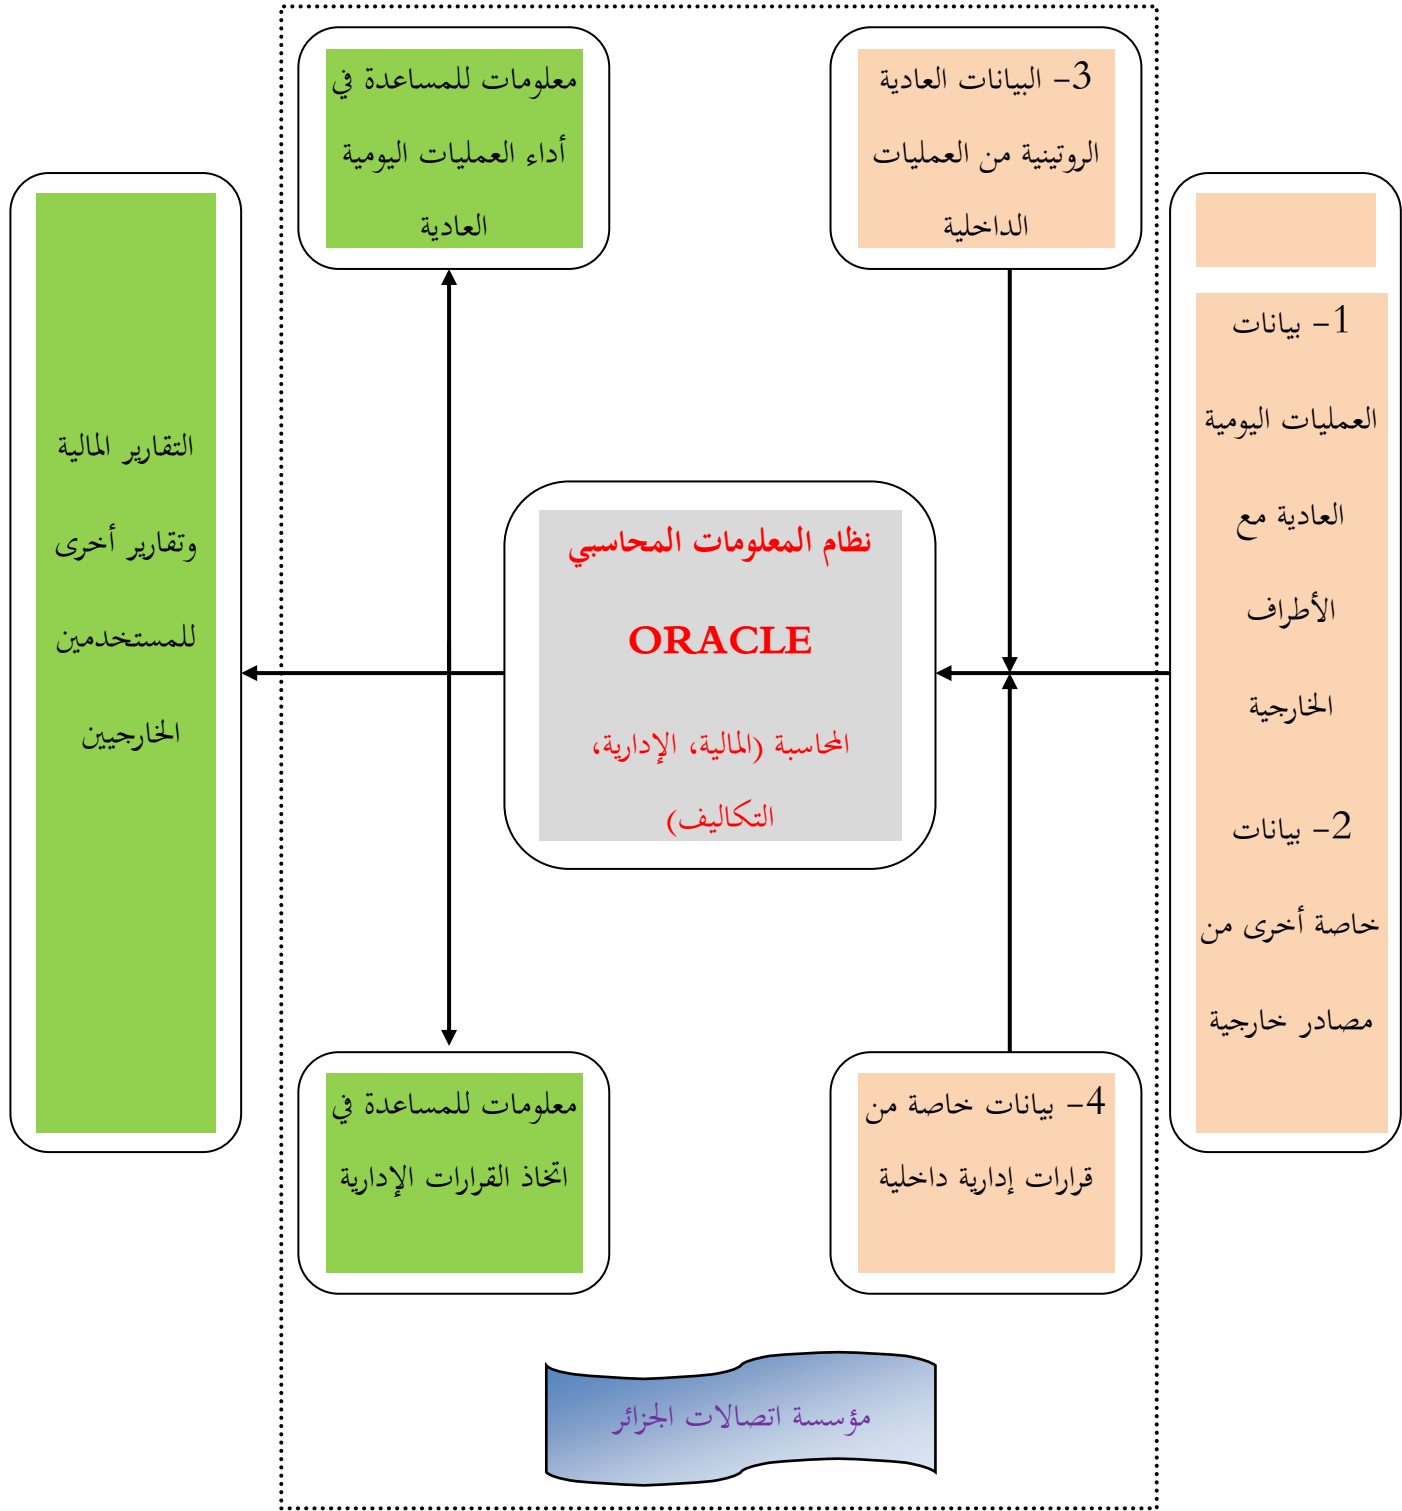 3- البيانات العادية
الروتينية من العمليات
الداخلية
معلومات للمساعدة في
أداء العمليات اليومية
العادية
1- بيانات
العمليات اليومية
العادية مع
الأطراف
الخارجية
2- بيانات
خاصة أخرى من
مصادر خارجية
نظام المعلومات المحاسبي
ORACLE
المحاسبة (المالية، الإدارية،
التكاليف)
التقارير المالية
وتقارير أخرى
للمستخدمين
الخارجيين
4- بيانات خاصة من
قرارات إدارية داخلية
معلومات للمساعدة في
اتخاذ القرارات الإدارية
مؤسسة اتصالات الجزائر